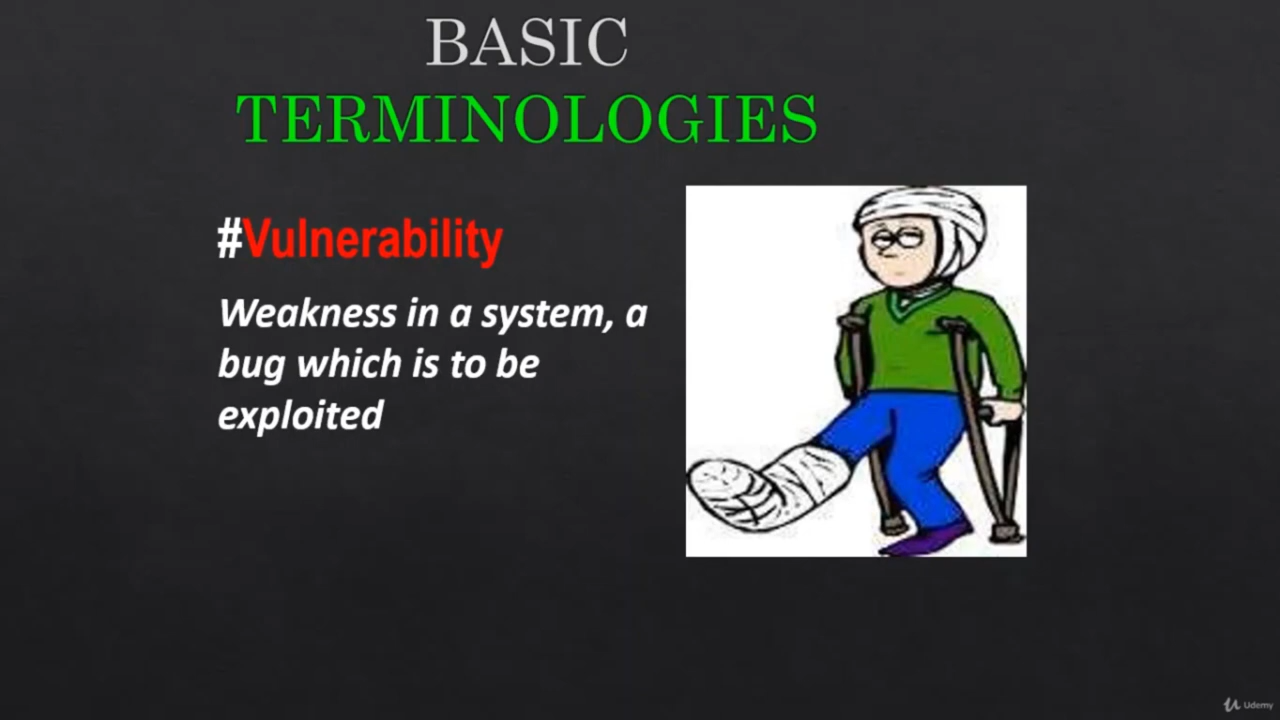 BASIC
TERMINOLOGIES
#Vulnerability
Weakness in a system, a
bug which is to be
exploited
Udemy